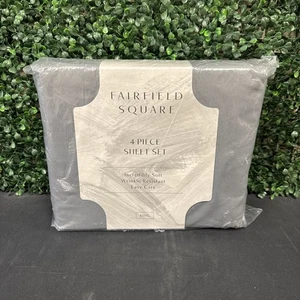 FAIRFIELD
SQUARE
4 PIECE
SHEET SET
Incredibly Soft
Wrinkle Resistant
Easy Care